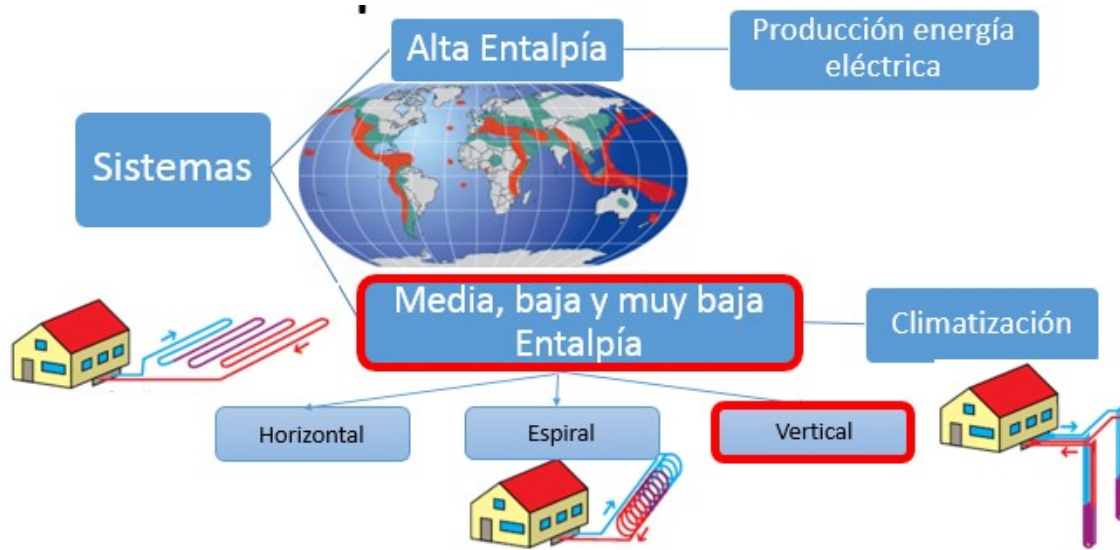 Alta Entalpía
Producción energía
eléctrica
Sistemas
Media, baja y muy baja
Entalpía
Climatización
Horizontal
Espiral
Vertical